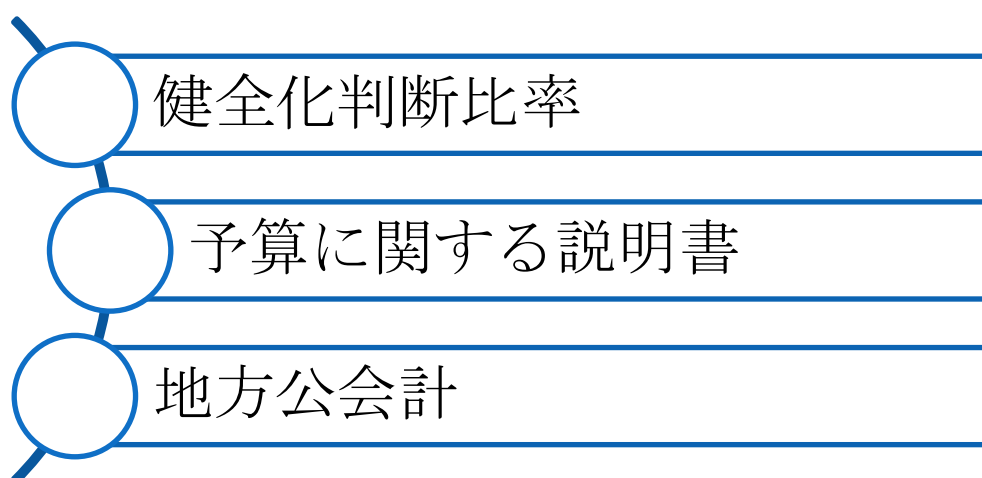 健全化判断比率
予算に関する説明書
地方公会計